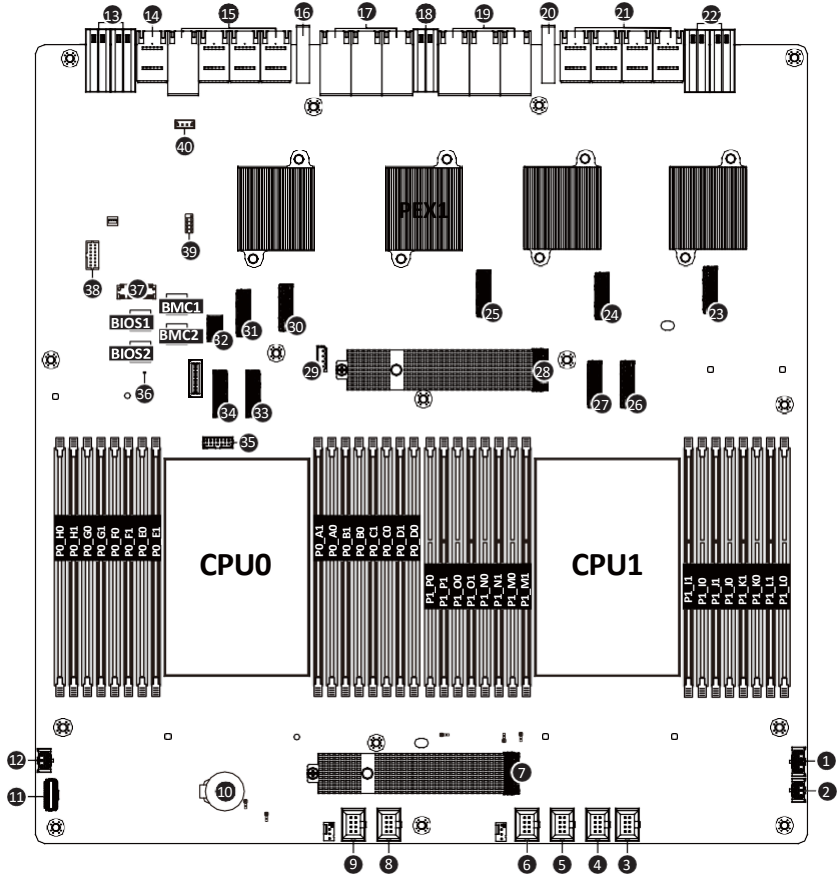 13 14 15 16 17 18 19 20 21 22
40
PEX1
39
38 37
BMC1
BIOS1
BMC2
BIOS2
32 31 30 25 24 23
29 28
36
34 33 27 26
35
P0_H0 P0_H1 P0_G0 P0_G1 P0_F0 P0_F1 P0_E0 P0_E1
CPU0
P0_A1 P0_A0 P0_B1 P0_B0 P0_C1 P0_C0 P0_D1 P0_D0
P1_P0 P1_P1 P1_O0 P1_O1 P1_N0 P1_N1 P1_M0 P1_M1
CPU1
P1_I1 P1_I0 P1_J1 P1_J0 P1_K1 P1_K0 P1_L1 P1_L0
12 1
7
11 10 2
9 8 6 5 4 3